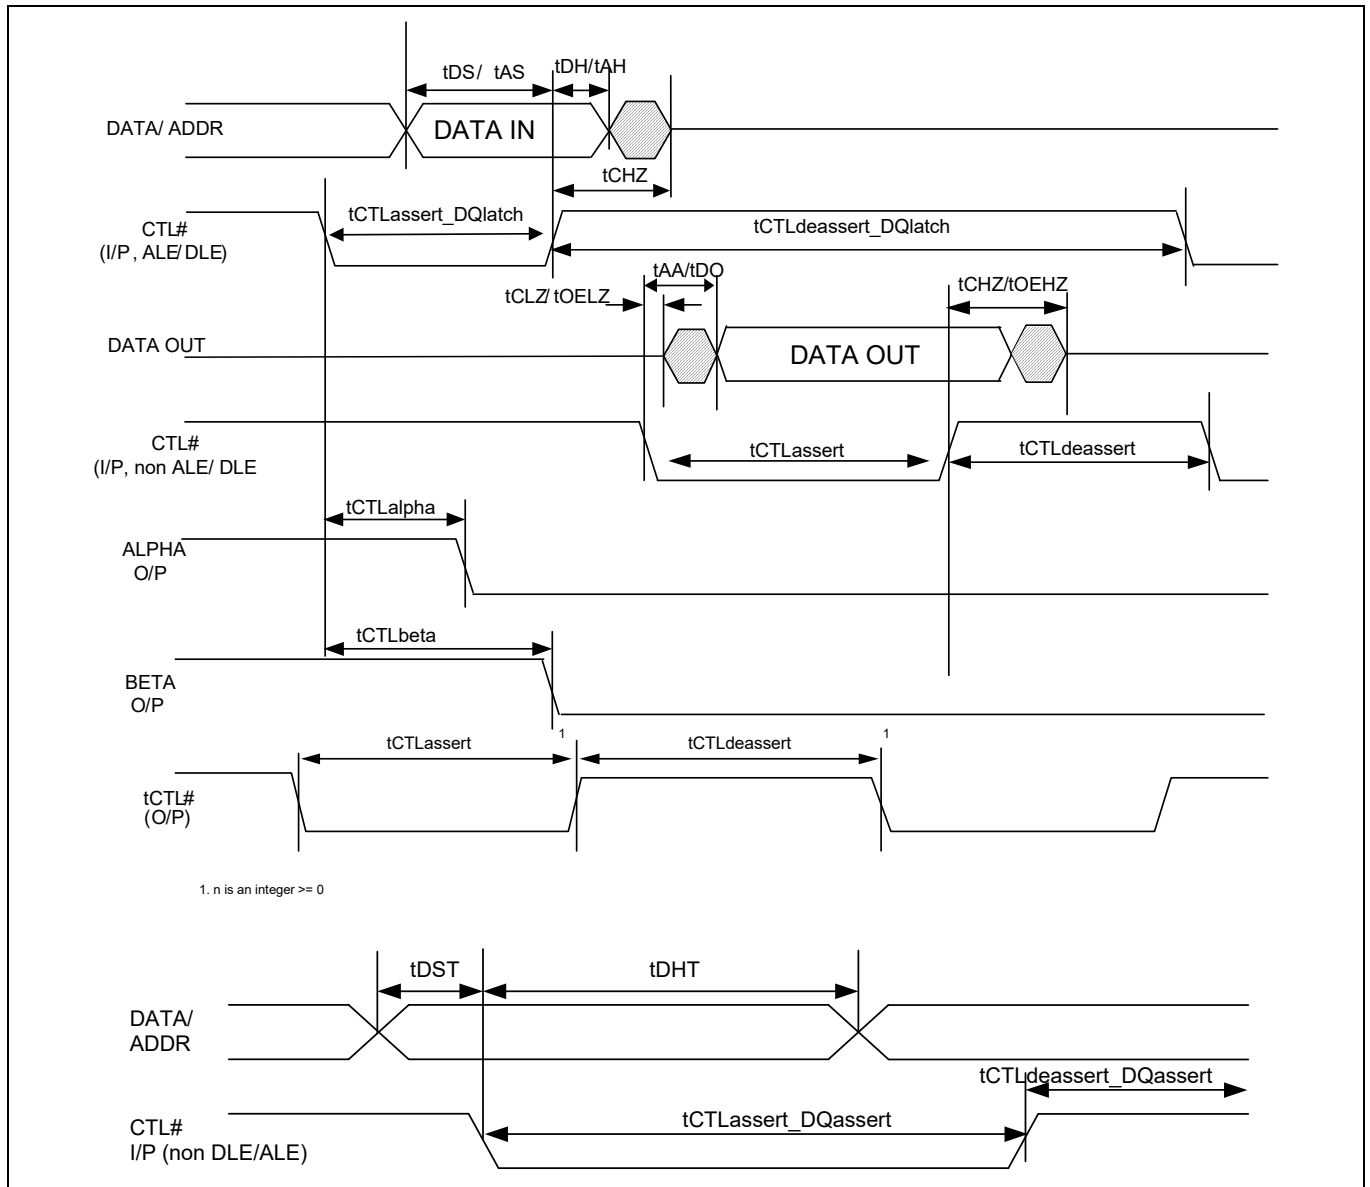 tDS/ tAS
tDH/tAH
DATA/ ADDR
DATA IN
tCHZ
tCTLassert_DQlatch
CTL#
(I/P, ALE/DLE)
tCTLdeassert_DQlatch
tAA/tDO
tCLZ/ tOELZ
tCHZ/tOEHZ
DATA OUT
DATA OUT
CTL#
(I/P, non ALE/ DLE
tCTLassert
tCTLdeassert
tCTLalpha
ALPHA
O/P
tCTLbeta
BETA
O/P
tCTLassert
1
tCTLdeassert
1
tCTL#
(O/P)
1. n is an integer >= 0
tDST
tDHT
DATA/
ADDR
tCTLdeassert_DQassert
tCTLassert_DQassert
CTL#
I/P (non DLE/ALE)